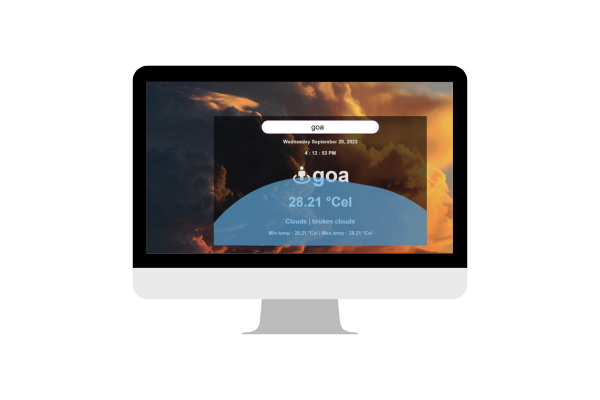 goa
Wednesday September 20, 2023
4 : 12 : 53 PM
goa
28.21 °Cel
Clouds | broken clouds
Min temp : 28.21 °Cel | Max temp : 28.21 °Cel